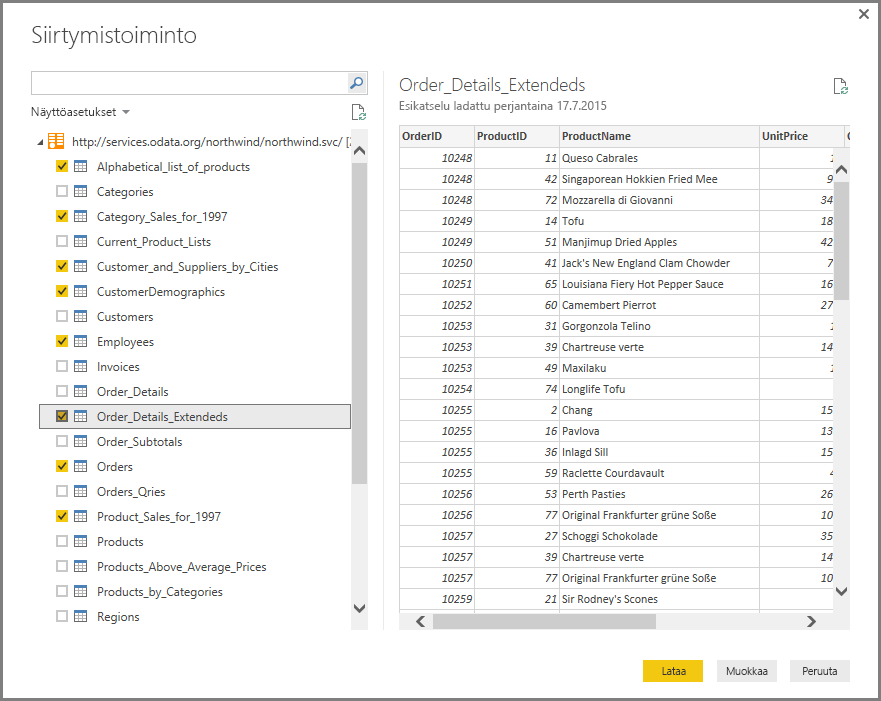 Siirtymistoiminto
Näyttöasetukset
http://services.odata.org/northwind/northwind.svc/
Alphabetical_list_of_products
Categories
Category_Sales_for_1997
Current_Product_Lists
Customer_and_Suppliers_by_Cities
CustomerDemographics
Customers
Employees
Invoices
Order_Details
Order_Details_Extendeds
Order_Subtotals
Orders
Orders_Qries
Product_Sales_for_1997
Products
Products_Above_Average_Prices
Products_by_Categories
Regions
Order_Details_Extendeds
Esikatselu ladattu perjantaina 17.7.2015
OrderID ProductID ProductName UnitPrice
10248 11 Queso Cabrales 1
10248 42 Singaporean Hokkien Fried Mee 9
10248 72 Mozzarella di Giovanni 34
10249 14 Tofu 18
10249 51 Manjimup Dried Apples 42
10250 41 Jack's New England Clam Chowder 7
10251 65 Louisiana Fiery Hot Pepper Sauce 16
10252 60 Camembert Pierrot 27
10253 31 Gorgonzola Telino 1
10253 39 Chartreuse verte 14
10253 49 Maxilaku 1
10254 74 Longlife Tofu
10255 2 Chang 15
10255 16 Pavlova 13
10255 36 Inlagd Sill 15
10255 59 Raclette Courdavault 4
10256 53 Perth Pasties 26
10256 77 Original Frankfurter grüne Soße 10
10257 27 Schoggi Schokolade 35
10257 39 Chartreuse verte 14
10257 77 Original Frankfurter grüne Soße 10
10259 21 Sir Rodney's Scones
Lataa Muokkaa Peruuta